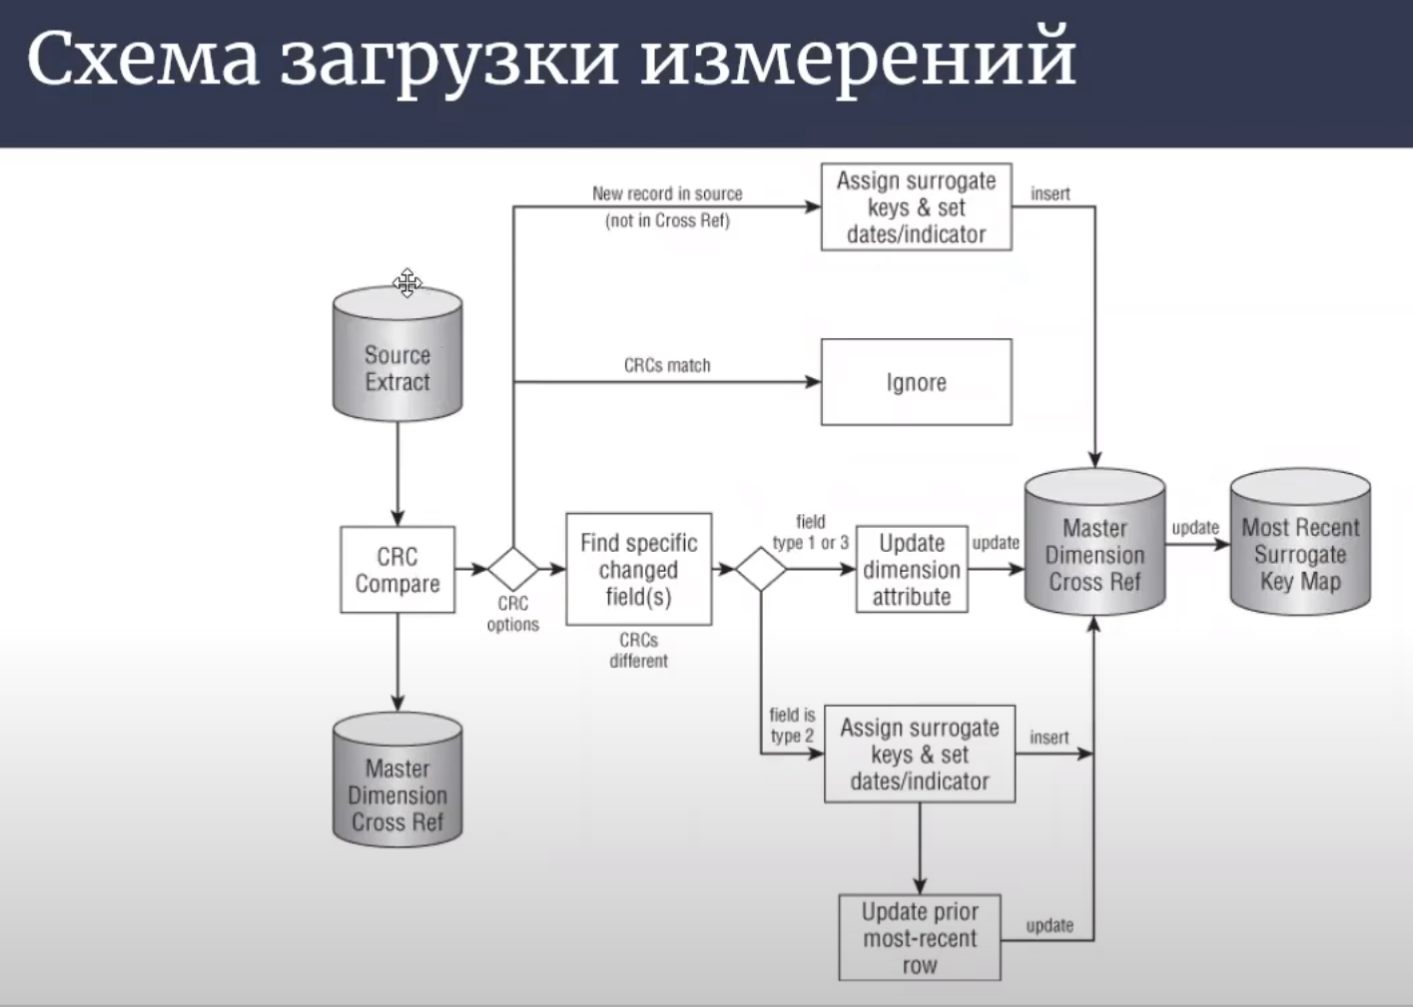 Схема загрузки измерений
New record in source
(not in Cross Ref)
Assign surrogate
keys & set
dates/indicator
insert
Source
Extract
CRCs match
Ignore
CRC
Compare
CRC
options
Find specific
changed
field(s)
CRCs
different
field
type 1 or 3
Update
dimension
attribute
update
Master
Dimension
Cross Ref
update
Most Recent
Surrogate
Key Map
Master
Dimension
Cross Ref
field is
type 2
Assign surrogate
keys & set
dates/indicator
insert
Update prior
most-recent
row
update